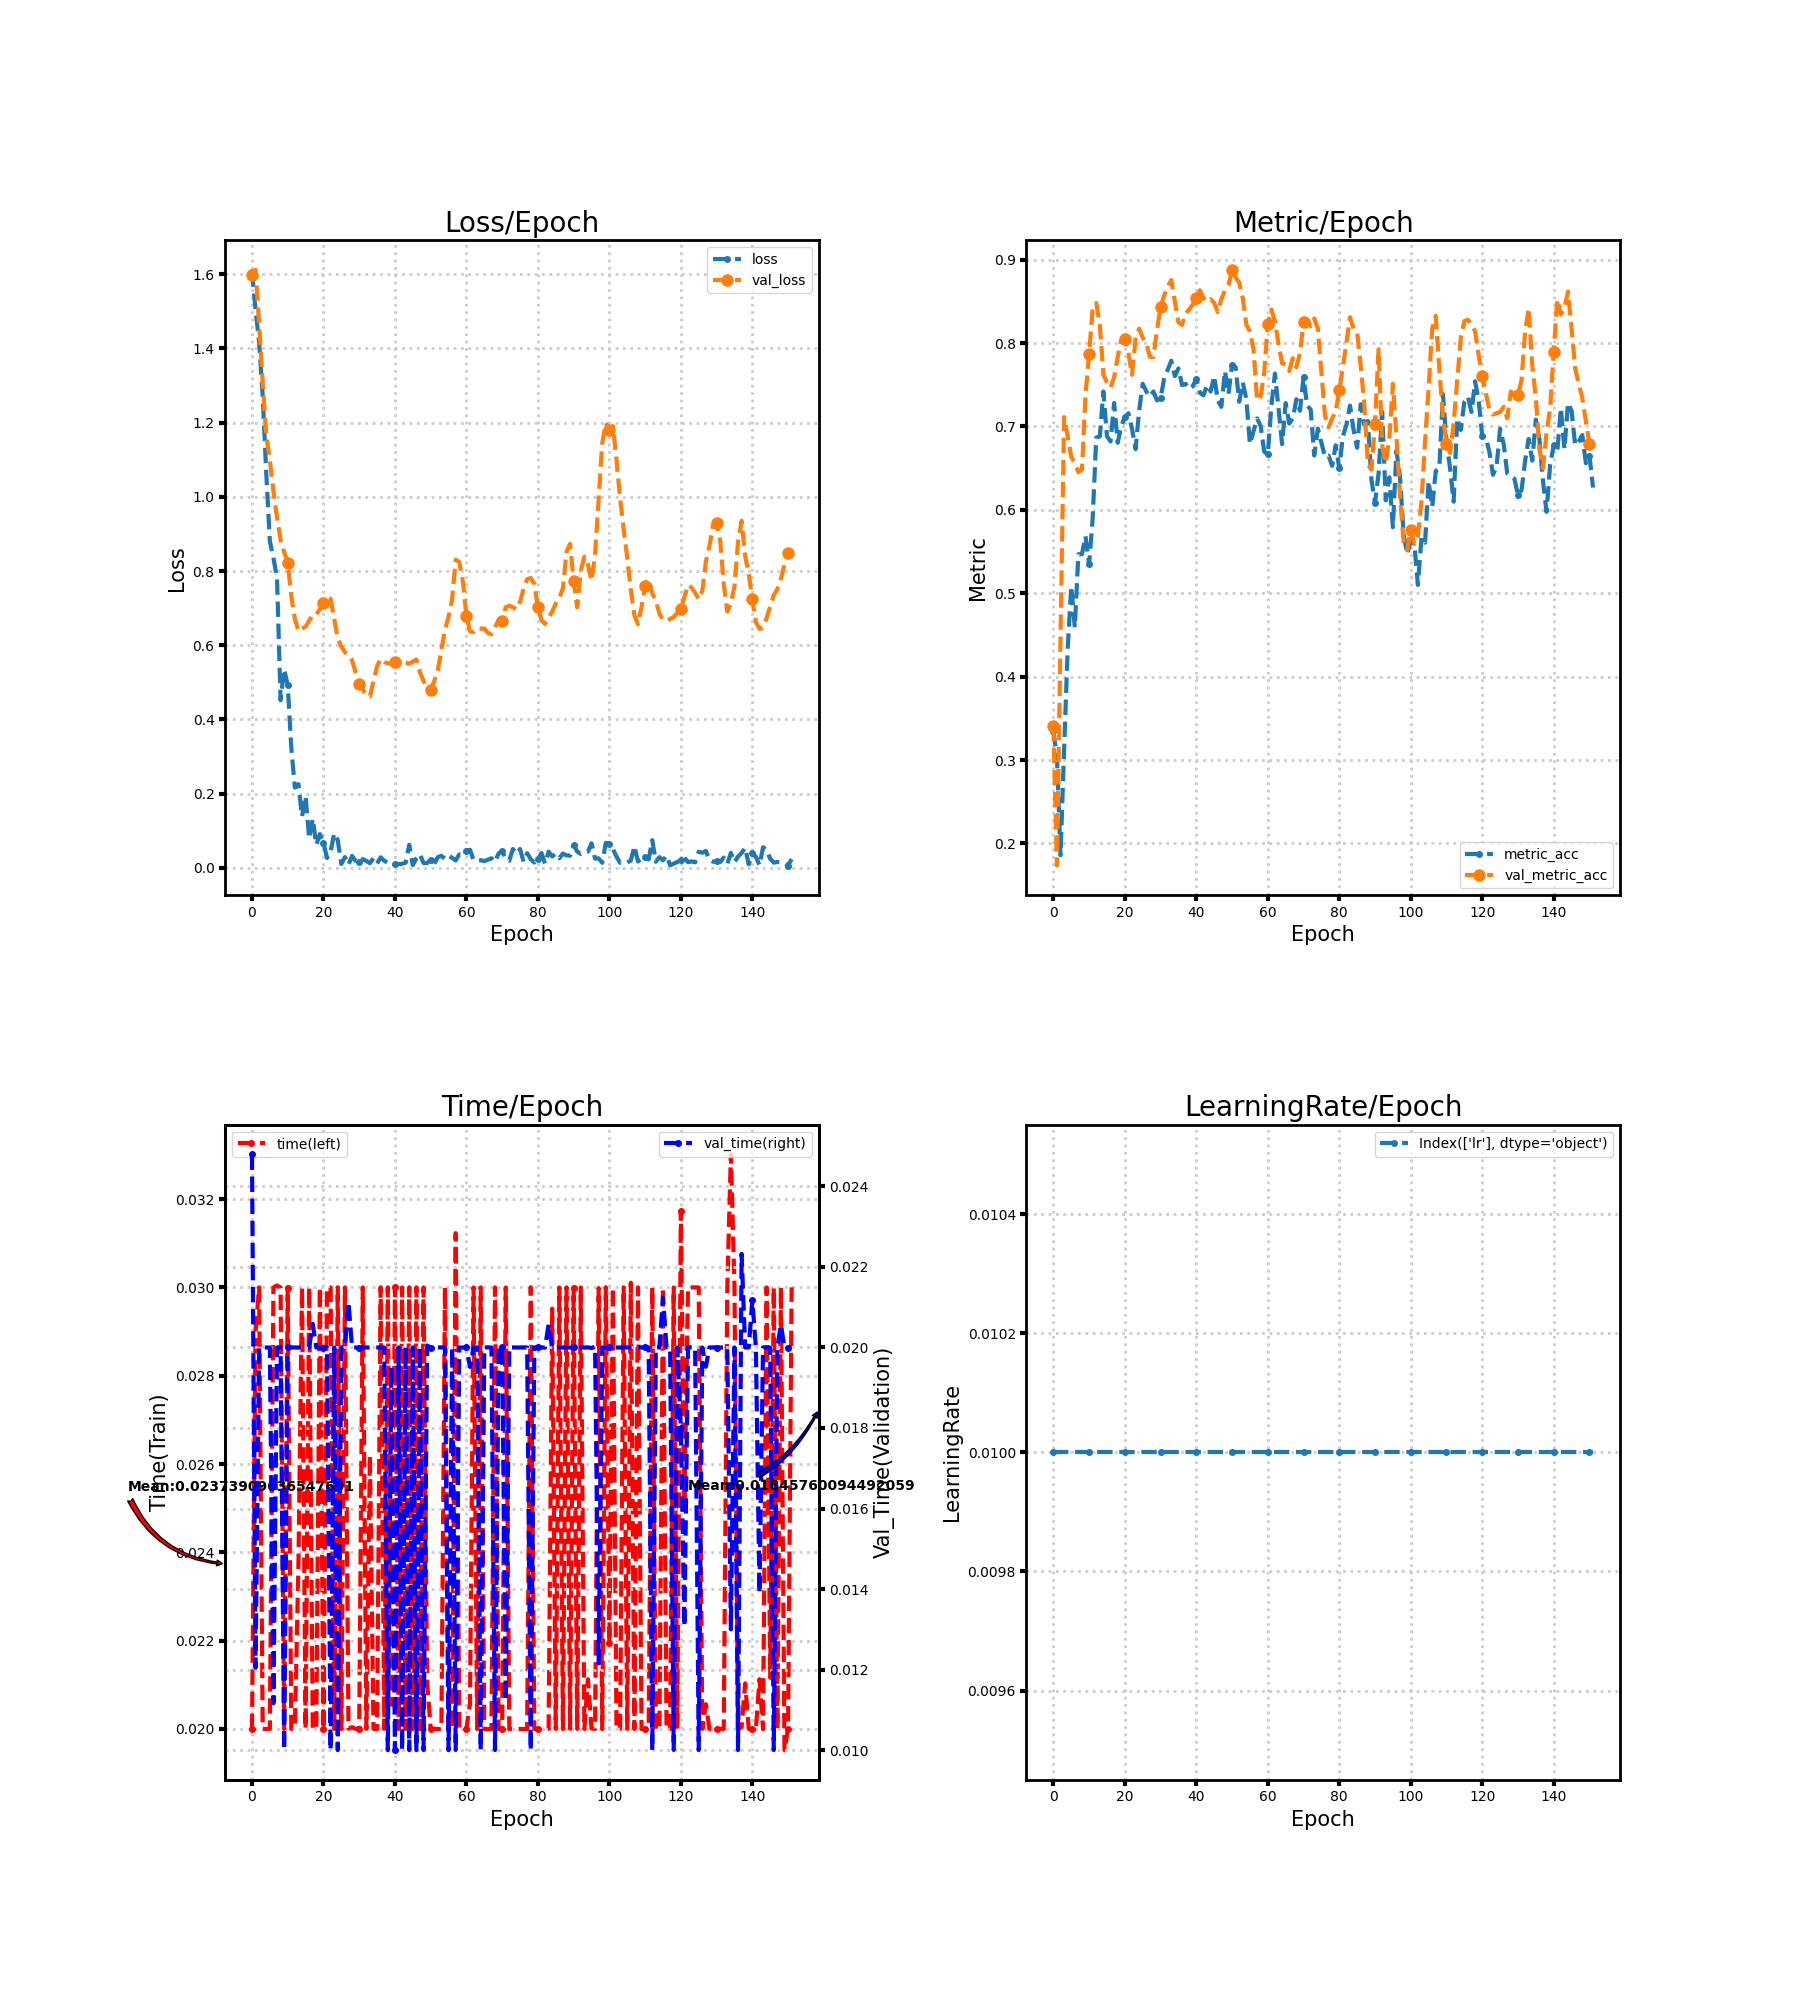 Loss/Epoch
loss
val_loss
1.6
1.4
1.2
1.0
0.8
0.6
0.4
0.2
0.0
Loss
0 20 40 60 80 100 120 140
Epoch
Metric/Epoch
0.9
0.8
0.7
0.6
0.5
0.4
0.3
0.2
Metric
metric_acc
val_metric_acc
0 20 40 60 80 100 120 140
Epoch
Time/Epoch
time(left)
val_time(right)
0.032
0.030
0.028
0.026
0.024
0.022
0.020
Time(Train)
0.024
0.022
0.020
0.018
0.016
0.014
0.012
0.010
Val_Time(Validation)
0 20 40 60 80 100 120 140
Epoch
LearningRate/Epoch
Index(['lr'], dtype='object')
0.0104
0.0102
0.0100
0.0098
0.0096
LearningRate
0 20 40 60 80 100 120 140
Epoch